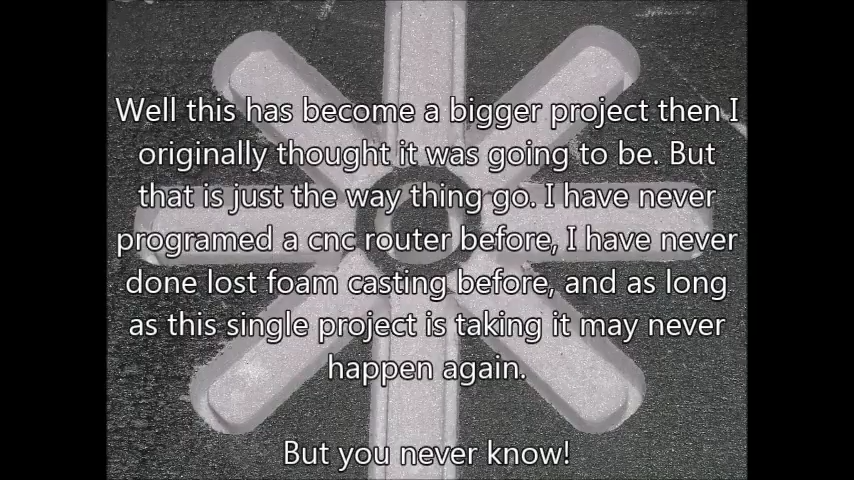 Well this has become a bigger project then I
originally thought it was going to be. But
that is just the way thing go. I have never
programed a cnc router before, I have never
done lost foam casting before, and as long
as this single project is taking it may never
happen again.
But you never know!